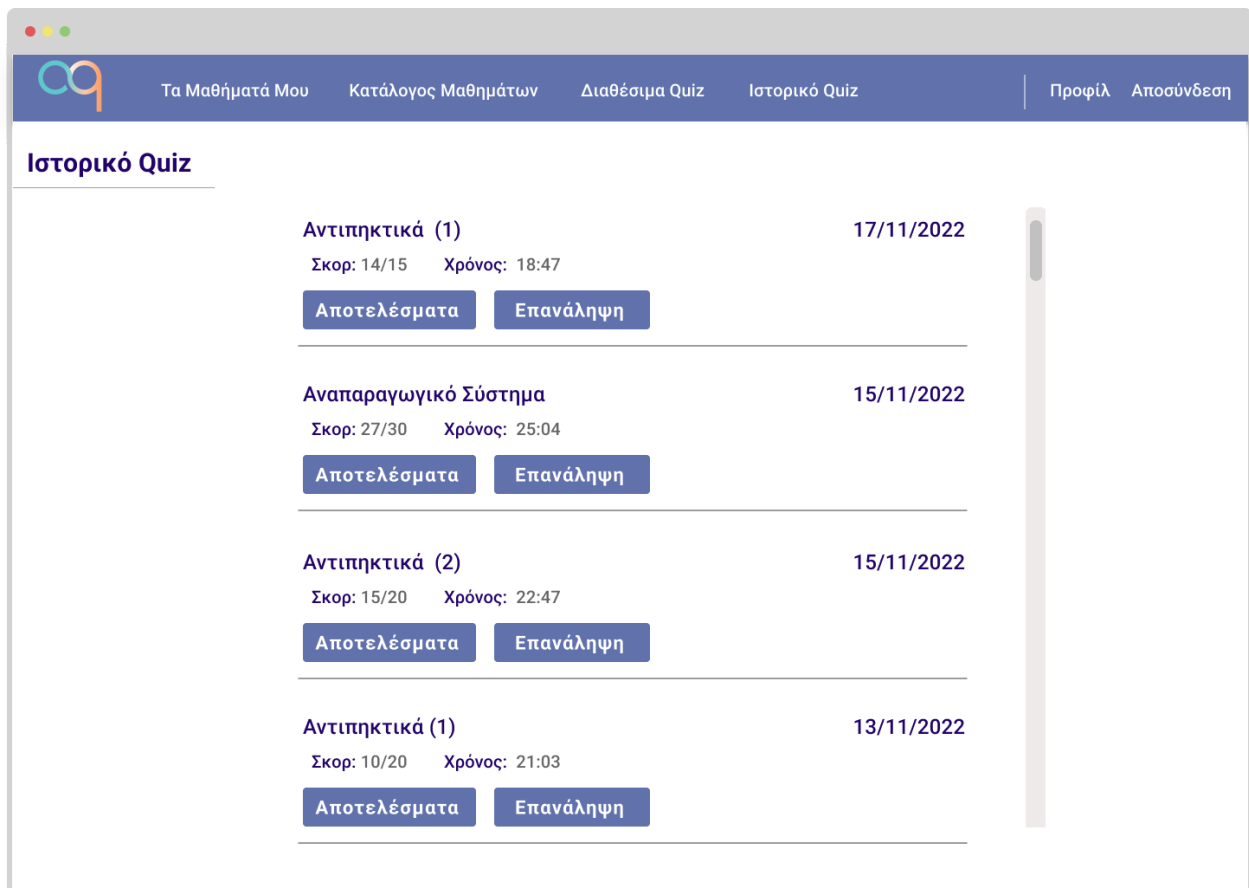 Τα Μαθήματά Μου Κατάλογος Μαθημάτων Διαθέσιμα Quiz Ιστορικό Quiz Προφίλ Αποσύνδεση
Ιστορικό Quiz
Αντιπηκτικά (1) 17/11/2022
Σκορ: 14/15 Χρόνος: 18:47
Αποτελέσματα Επανάληψη
Αναπαραγωγικό Σύστημα 15/11/2022
Σκορ: 27/30 Χρόνος: 25:04
Αποτελέσματα Επανάληψη
Αντιπηκτικά (2) 15/11/2022
Σκορ: 15/20 Χρόνος: 22:47
Αποτελέσματα Επανάληψη
Αντιπηκτικά (1) 13/11/2022
Σκορ: 10/20 Χρόνος: 21:03
Αποτελέσματα Επανάληψη